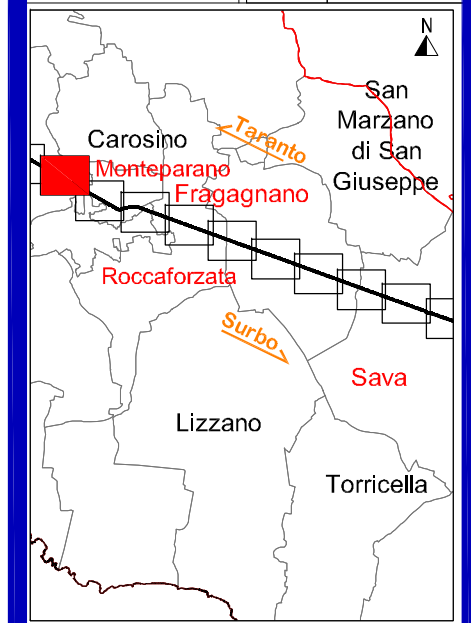 N
San
Marzano
di San
Giuseppe
Taranto
Carosino
Monteparano
Fragagnano
Roccaforzata
Surbo
Sava
Lizzano
Torricella